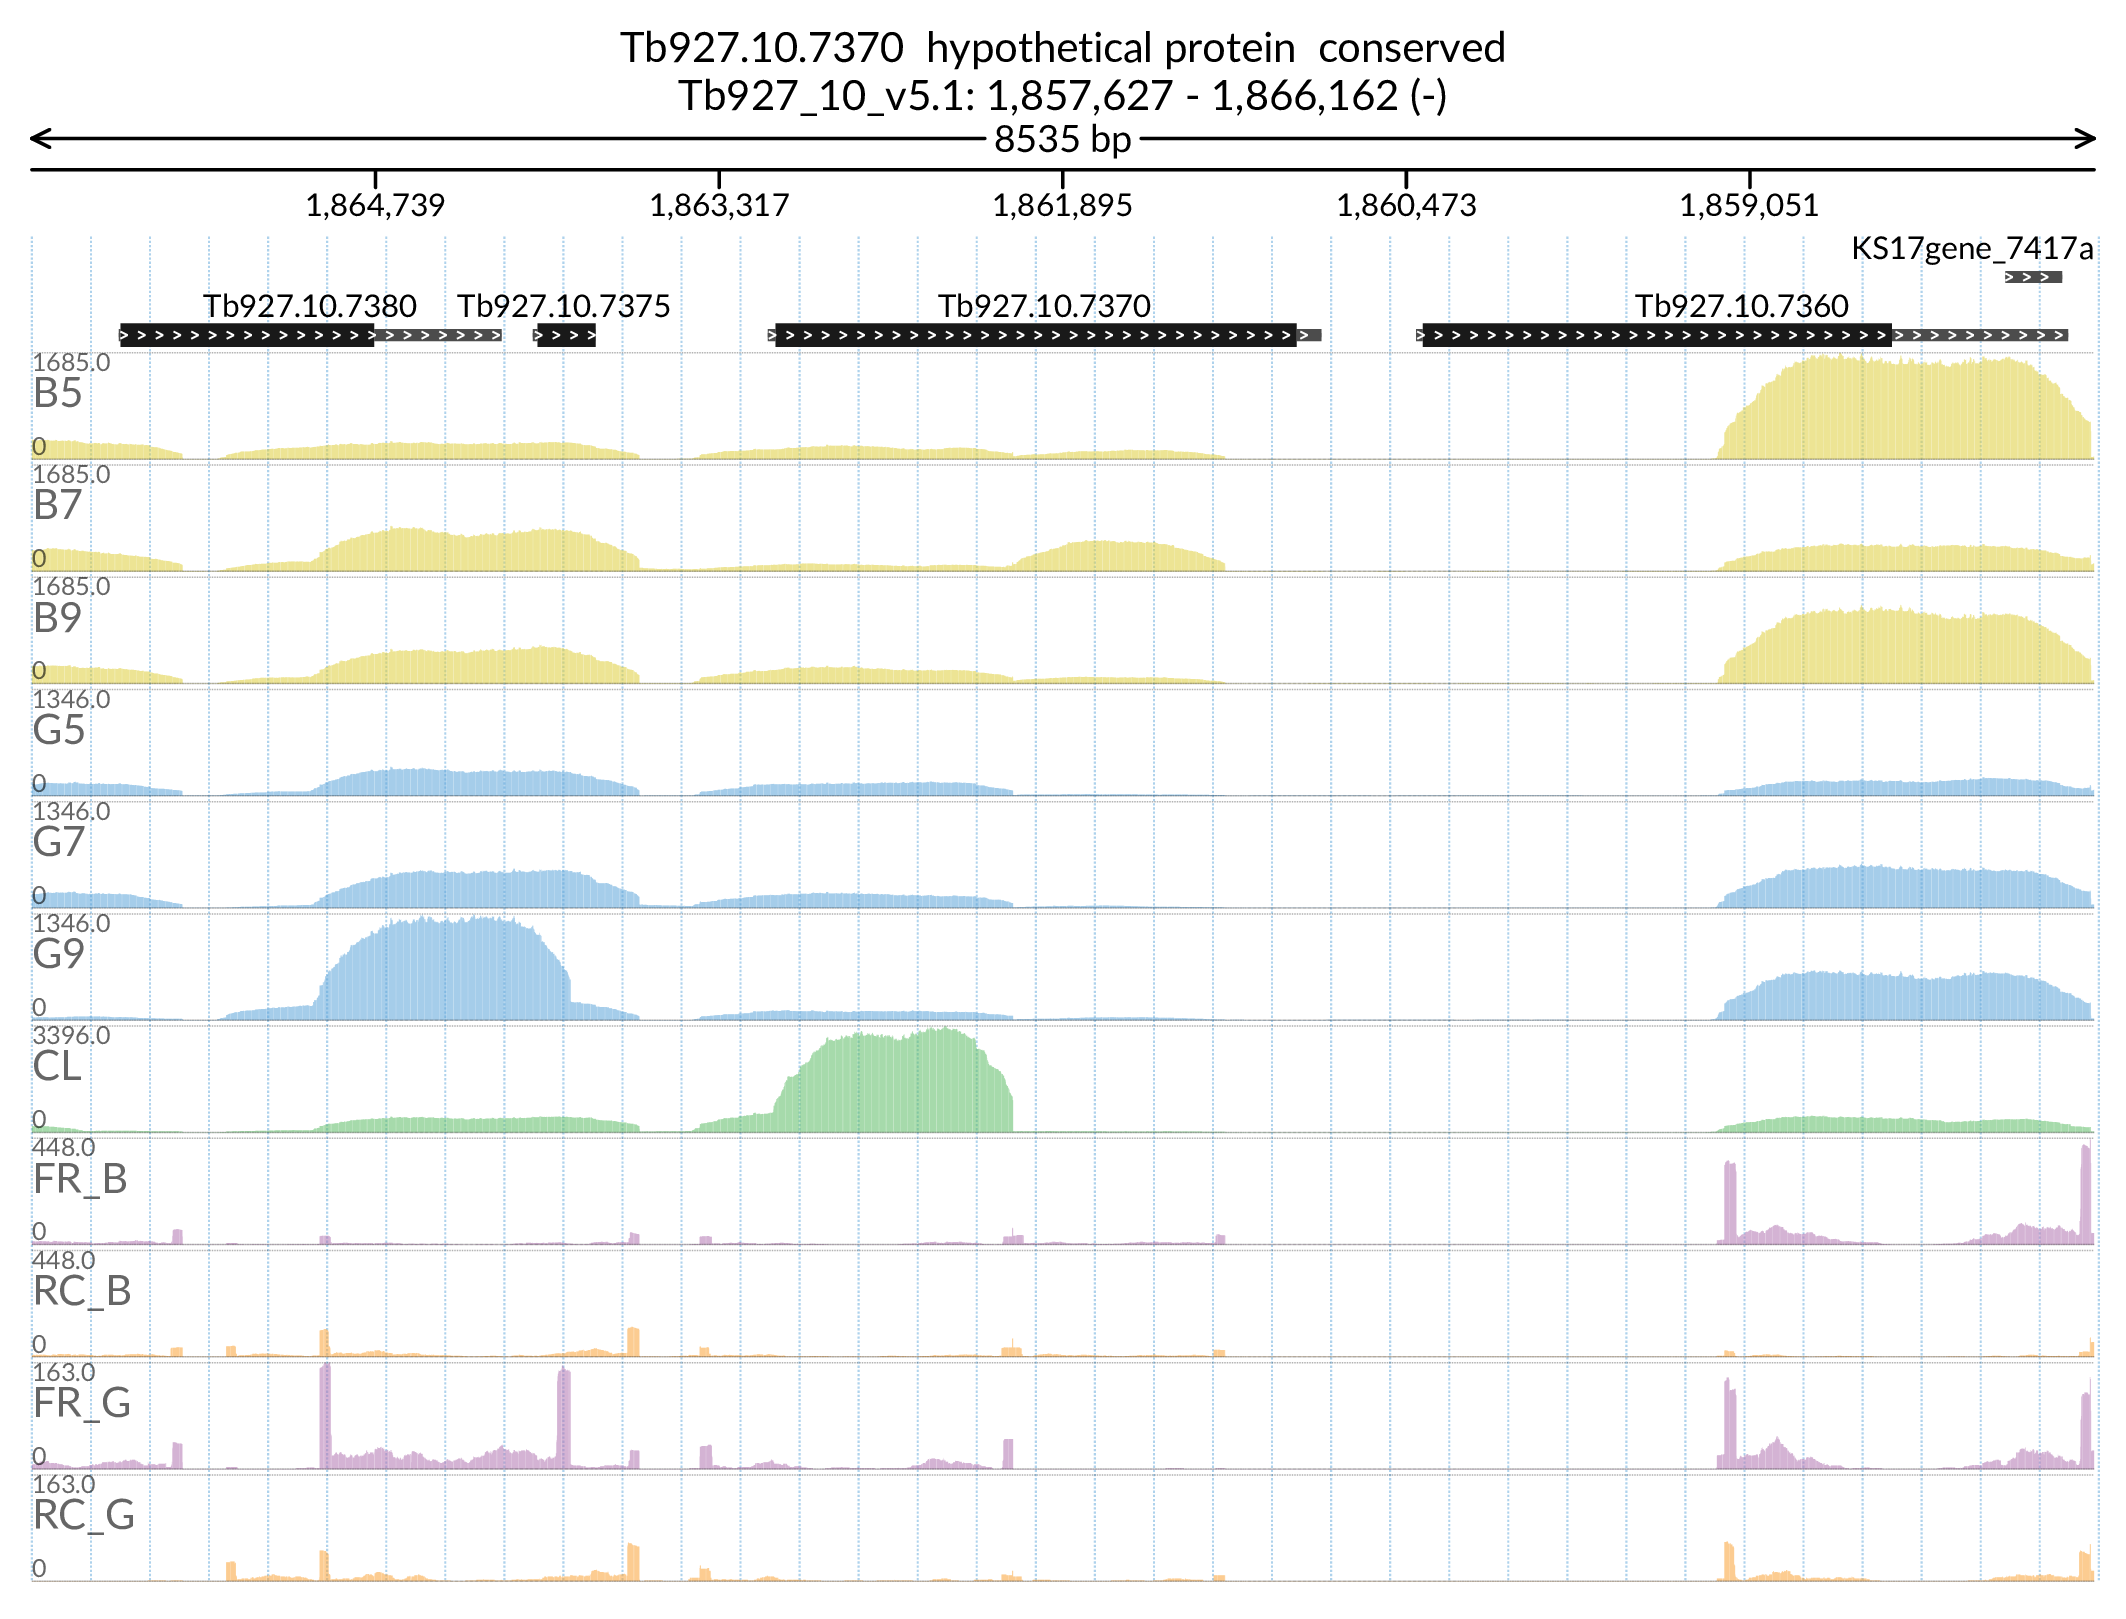 Tb927.10.7370  hypothetical protein  conserved
Tb927_10_v5.1: 1,857,627 - 1,866,162 (-)
8535 bp
1,864,739 1,863,317 1,861,895 1,860,473 1,859,051
KS17gene_7417a
Tb927.10.7380 Tb927.10.7375 Tb927.10.7370 Tb927.10.7360
1685.0
B5
0
1685.0
B7
0
1685.0
B9
0
1346.0
G5
0
1346.0
G7
0
1346.0
G9
0
3396.0
CL
0
448.0
FR_B
0
448.0
RC_B
0
163.0
FR_G
0
163.0
RC_G
0